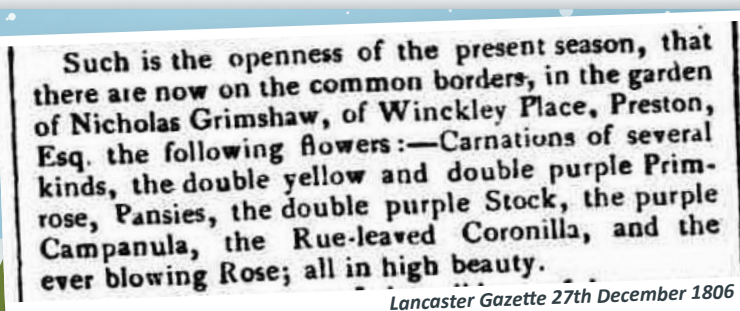 Such is the openness of the present season, that
there are now on the common borders, in the garden
of Nicholas Grimshaw, of Winckley Place, Preston,
Esq. the following flowers:—Carnations of several
kinds, the double yellow and double purple Prim-
rose, Pansies, the double purple Stock, the purple
Campanula, the Rue-leaved Coronilla, and the
ever blowing Rose; all in high beauty.
Lancaster Gazette 27th December 1806